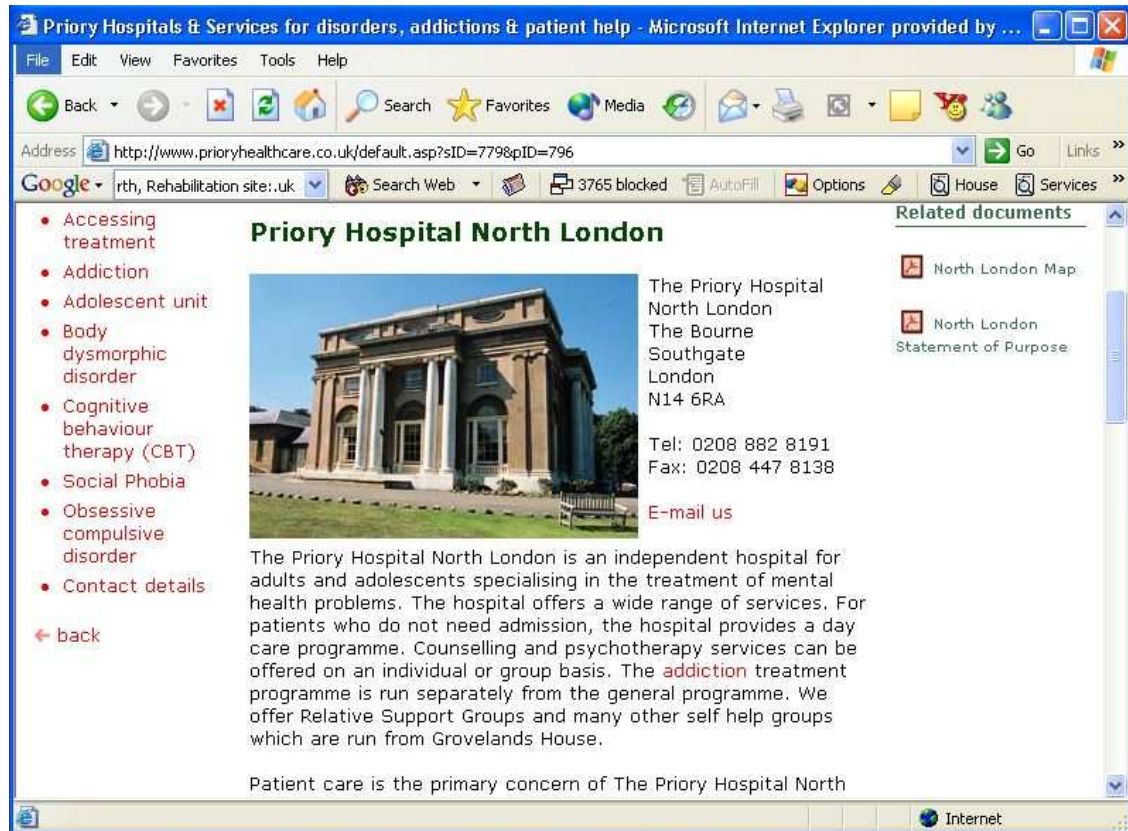 Priory Hospitals & Services for disorders, addictions & patient help - Microsoft Internet Explorer provided by ...
File Edit View Favorites Tools Help
Back Search Favorites Media
Address http://www.prioryhealthcare.co.uk/default.asp?sID=779&pID=796 Go Links »
Google rth, Rehabilitation site:.uk Search Web 3765 blocked AutoFill Options House Services »
• Accessing
treatment
• Addiction
• Adolescent unit
• Body
dysmorphic
disorder
• Cognitive
behaviour
therapy (CBT)
• Social Phobia
• Obsessive
compulsive
disorder
• Contact details
← back
Priory Hospital North London
The Priory Hospital
North London
The Bourne
Southgate
London
N14 6RA
Tel: 0208 882 8191
Fax: 0208 447 8138
E-mail us
The Priory Hospital North London is an independent hospital for
adults and adolescents specialising in the treatment of mental
health problems. The hospital offers a wide range of services. For
patients who do not need admission, the hospital provides a day
care programme. Counselling and psychotherapy services can be
offered on an individual or group basis. The addiction treatment
programme is run separately from the general programme. We
offer Relative Support Groups and many other self help groups
which are run from Grovelands House.
Patient care is the primary concern of The Priory Hospital North
Related documents
North London Map
North London
Statement of Purpose
Internet